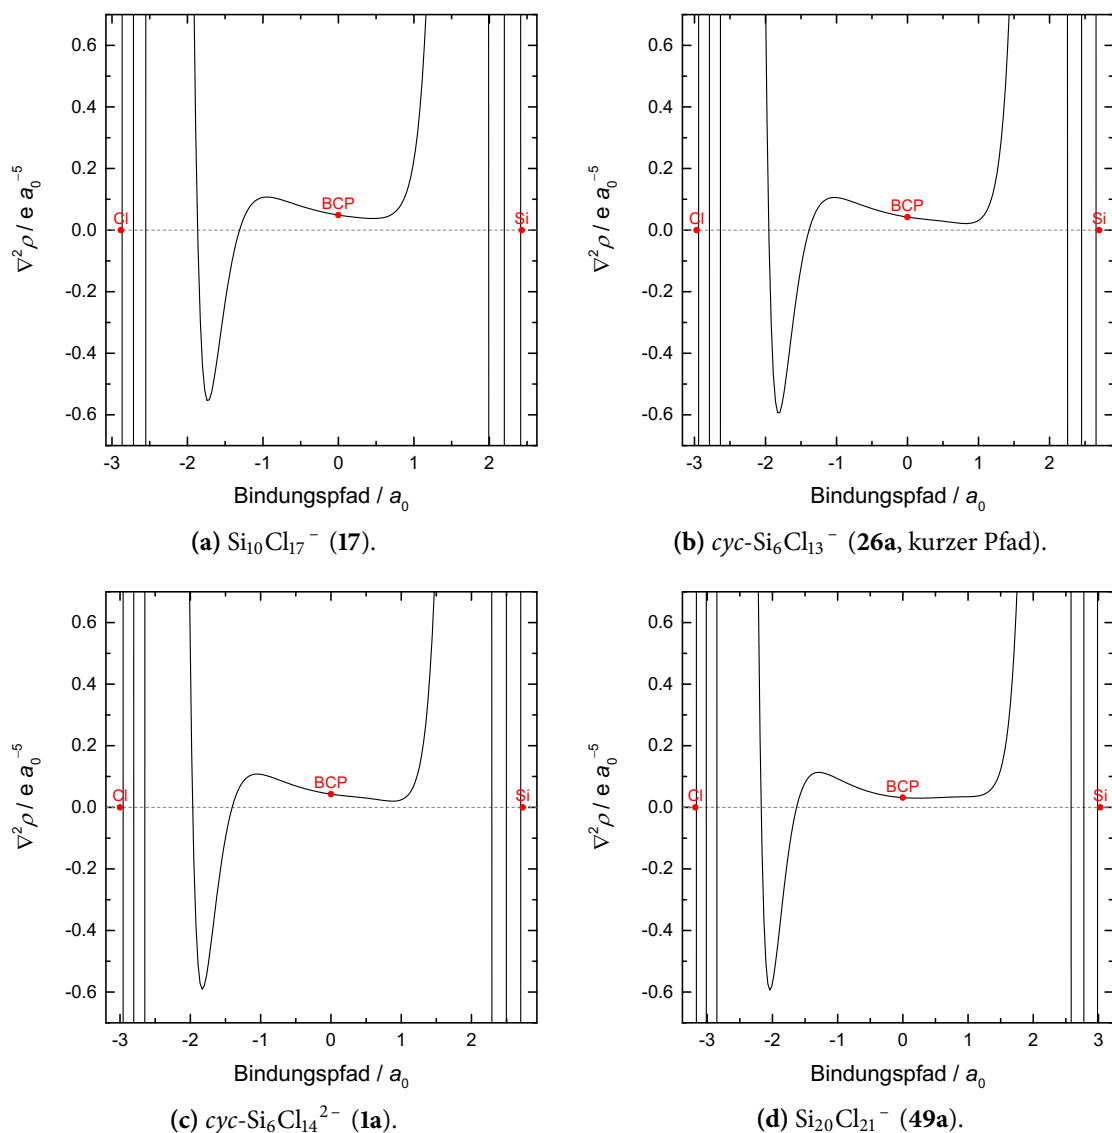 0.6
0.4
0.2
0.0
-0.2
-0.4
-0.6
∇²ρ / e a₀⁻⁵
Cl
BCP
Si
-3 -2 -1 0 1 2
Bindungspfad / a₀
(a) Si₁₀Cl₁₇⁻ (17).
0.6
0.4
0.2
0.0
-0.2
-0.4
-0.6
∇²ρ / e a₀⁻⁵
Cl
BCP
Si
-3 -2 -1 0 1 2
Bindungspfad / a₀
(b) cyc-Si₆Cl₁₃⁻ (26a, kurzer Pfad).
0.6
0.4
0.2
0.0
-0.2
-0.4
-0.6
∇²ρ / e a₀⁻⁵
Cl
BCP
Si
-3 -2 -1 0 1 2
Bindungspfad / a₀
(c) cyc-Si₆Cl₁₄²⁻ (1a).
0.6
0.4
0.2
0.0
-0.2
-0.4
-0.6
∇²ρ / e a₀⁻⁵
Cl
BCP
Si
-3 -2 -1 0 1 2 3
Bindungspfad / a₀
(d) Si₂₀Cl₂₁⁻ (49a).